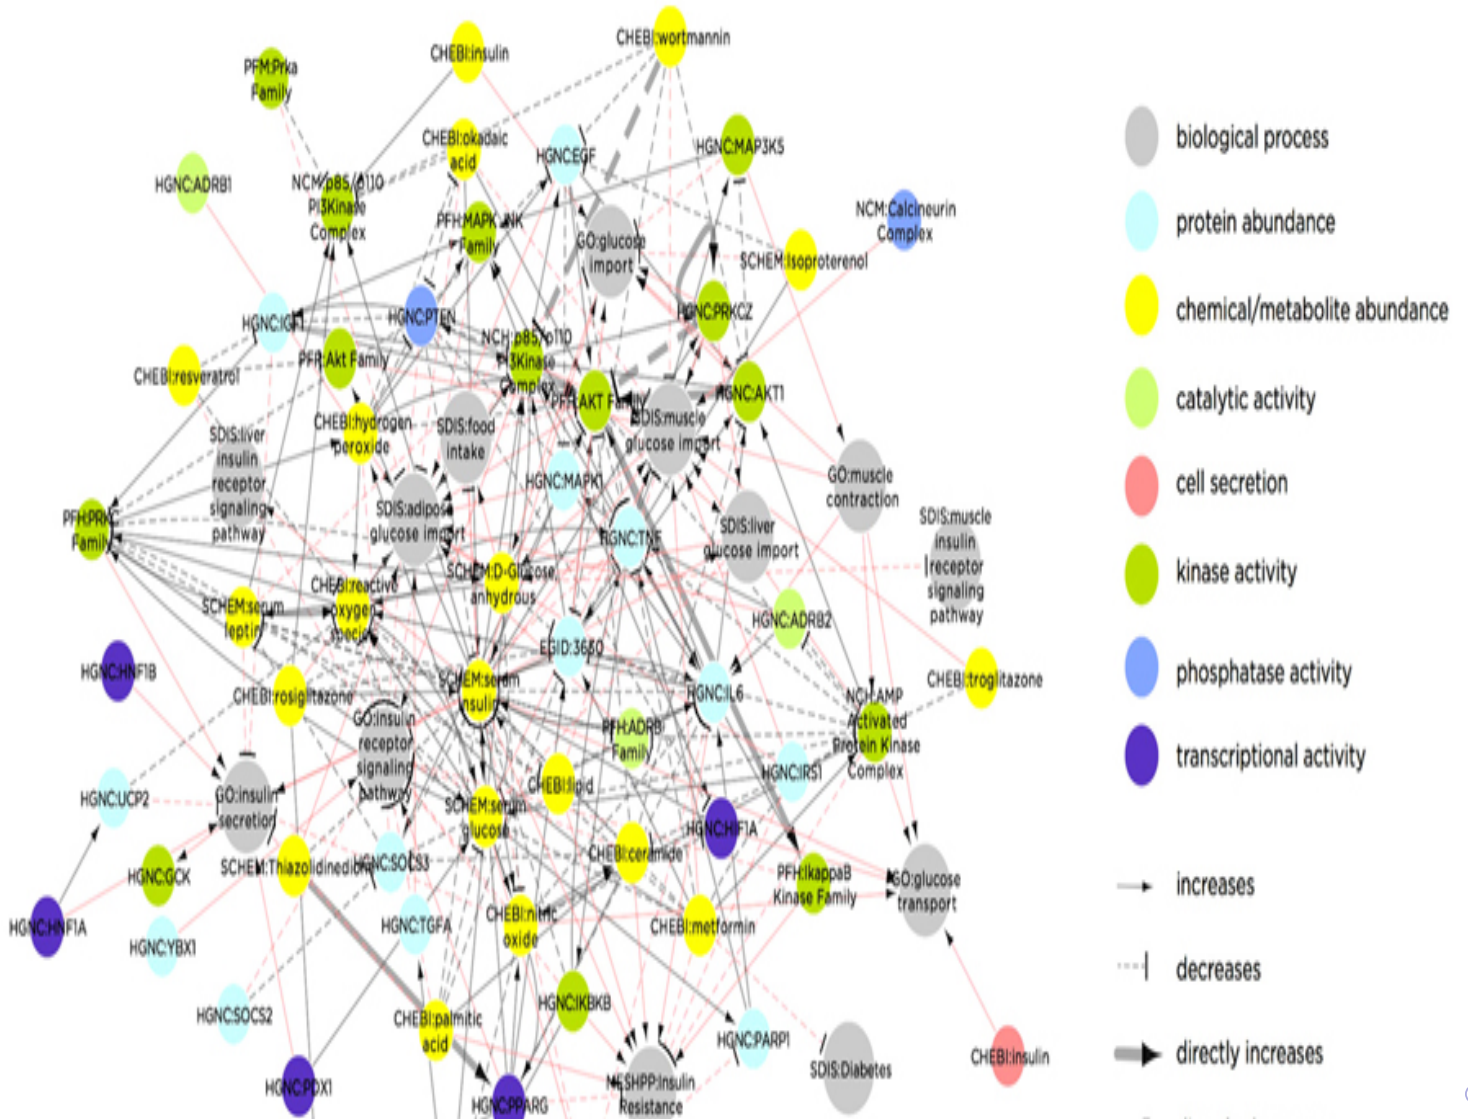 CHEBI:wortmannin
CHEBI:insulin
PFM:Prka
Family
CHEBI:okadaic
acid
HGNC:EGF
HGNC:MAP3K5
HGNC:ADRB1
NCM:p85/p110
PI3Kinase
Complex
PFH:MAPK JNK
Family
NCM:Calcineurin
Complex
GO:glucose
import
SCHEM:Isoproterenol
HGNC:IGF1
HGNC:PTEN
HGNC:PRKCZ
NCH:p85/p110
PI3Kinase
Complex
PFR:Akt Family
CHEBI:resveratrol
PFH:AKT Family
HGNC:AKT1
CHEBI:hydrogen
peroxide
SDIS:food
intake
SDIS:muscle
glucose import
SDIS:liver
insulin
receptor
signaling
pathway
HGNC:MAPK1
GO:muscle
contraction
PFH:PRKC
Family
SDIS:adipose
glucose import
HGNC:TNF
SDIS:liver
glucose import
SDIS:muscle
insulin
receptor
signaling
pathway
SCHEM:D-Glucose,
anhydrous
CHEBI:reactive
oxygen
species
SCHEM:serum
leptin
HGNC:ADRB2
EGID:3630
HGNC:HNF1B
CHEBI:rosiglitazone
SCHEM:serum
insulin
HGNC:IL6
CHEBI:troglitazone
NCH:AMP
Activated
Protein Kinase
Complex
GO:insulin
receptor
signaling
pathway
PFH:ADRB
Family
HGNC:IRS1
HGNC:UCP2
GO:insulin
secretion
SCHEM:serum
glucose
CHEBI:lipid
HGNC:HIF1A
HGNC:GCK
SCHEM:Thiazolidinedione
HGNC:SOCS3
CHEBI:ceramide
PFH:IkappaB
Kinase Family
GO:glucose
transport
HGNC:HNF1A
HGNC:YBX1
HGNC:TGFA
CHEBI:nitric
oxide
CHEBI:metformin
HGNC:SOCS2
CHEBI:palmitic
acid
HGNC:IKBKB
HGNC:PARP1
SDIS:Diabetes
CHEBI:insulin
HGNC:PDX1
HGNC:PPARG
MESHPP:Insulin
Resistance
biological process
protein abundance
chemical/metabolite abundance
catalytic activity
cell secretion
kinase activity
phosphatase activity
transcriptional activity
increases
decreases
directly increases